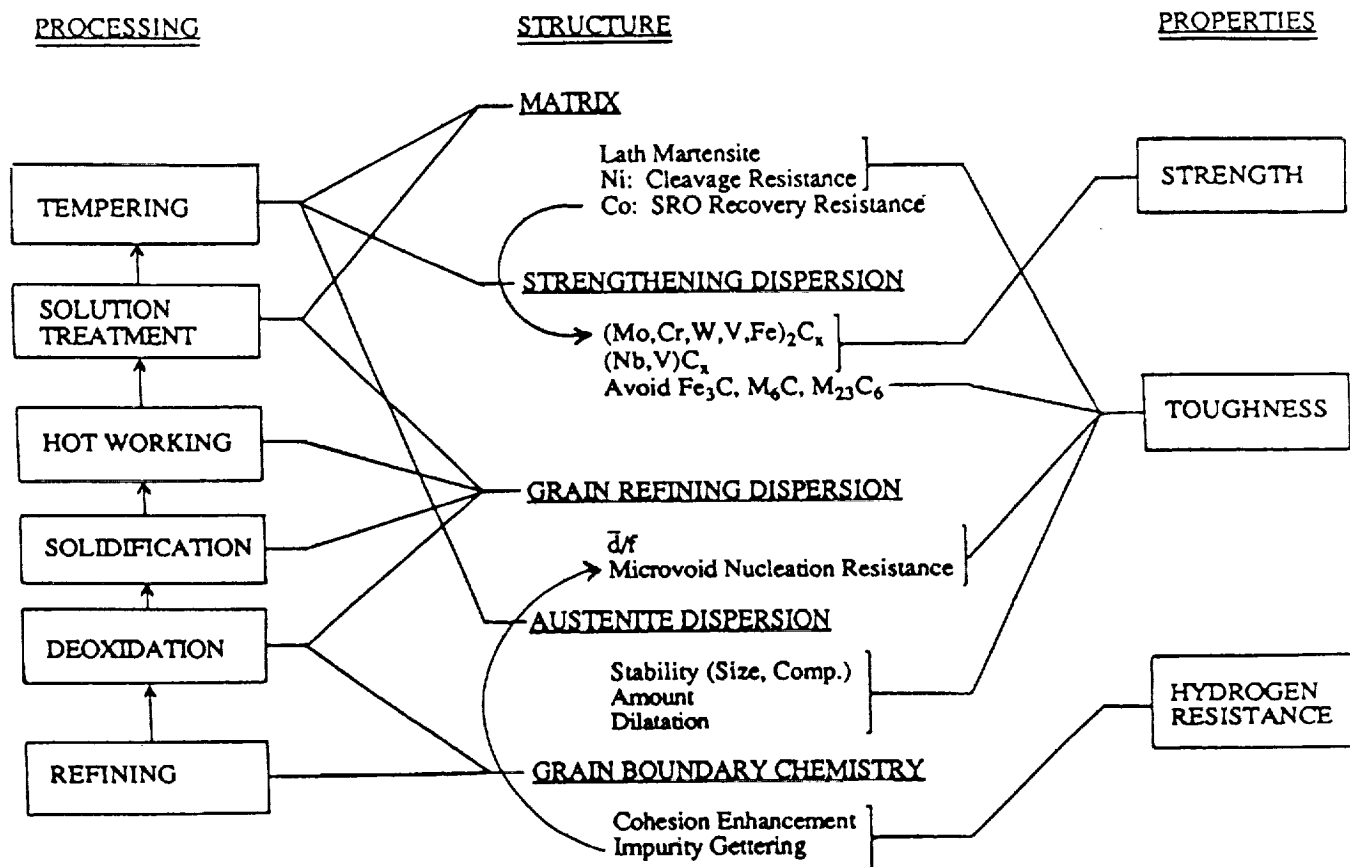 PROCESSING
STRUCTURE
PROPERTIES
MATRIX
Lath Martensite
Ni: Cleavage Resistance
Co: SRO Recovery Resistance
TEMPERING
STRENGTH
STRENGTHENING DISPERSION
SOLUTION
TREATMENT
(Mo,Cr,W,V,Fe)₂Cₓ
(Nb,V)Cₓ
Avoid Fe₃C, M₆C, M₂₃C₆
TOUGHNESS
HOT WORKING
GRAIN REFINING DISPERSION
SOLIDIFICATION
d̄/f
Microvoid Nucleation Resistance
AUSTENITE DISPERSION
DEOXIDATION
Stability (Size, Comp.)
Amount
Dilatation
HYDROGEN
RESISTANCE
REFINING
GRAIN BOUNDARY CHEMISTRY
Cohesion Enhancement
Impurity Gettering